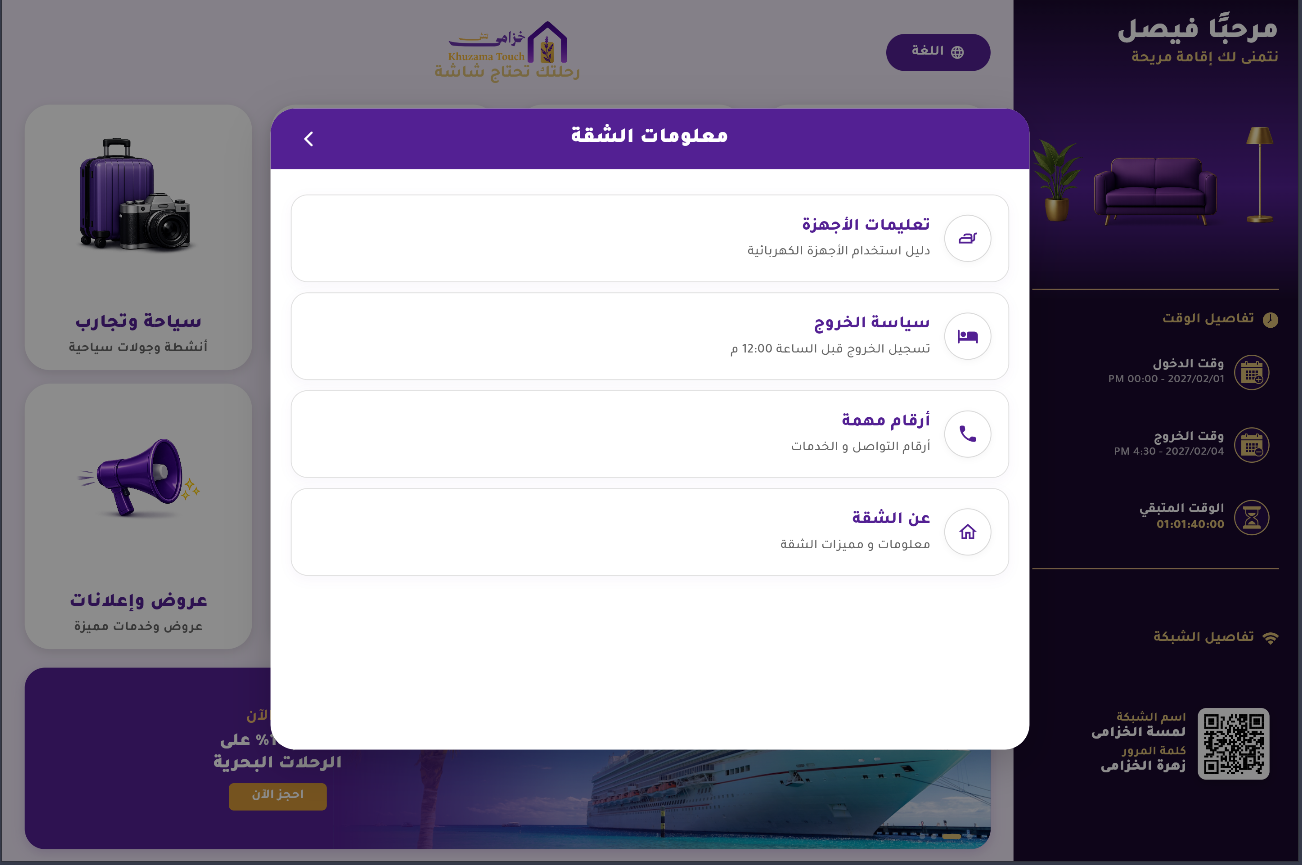 مرحبًا فيصل
نتمنى لك إقامة مريحة
تفاصيل الوقت
وقت الدخول
2027/02/01 - 00:00 PM
وقت الخروج
2027/02/04 - 4:30 PM
الوقت المتبقي
01:01:40:00
تفاصيل الشبكة
اسم الشبكة
لمسة الخزامى
كلمة المرور
زهرة الخزامى
اللغة
خزامى تتش
Khuzama Touch
رحلتك تحتاج شاشة
معلومات الشقة
تعليمات الأجهزة
دليل استخدام الأجهزة الكهربائية
سياسة الخروج
تسجيل الخروج قبل الساعة 12:00 م
أرقام مهمة
أرقام التواصل و الخدمات
عن الشقة
معلومات و مميزات الشقة
سياحة وتجارب
أنشطة وجولات سياحية
عروض وإعلانات
عروض وخدمات مميزة
على
الرحلات البحرية
احجز الآن